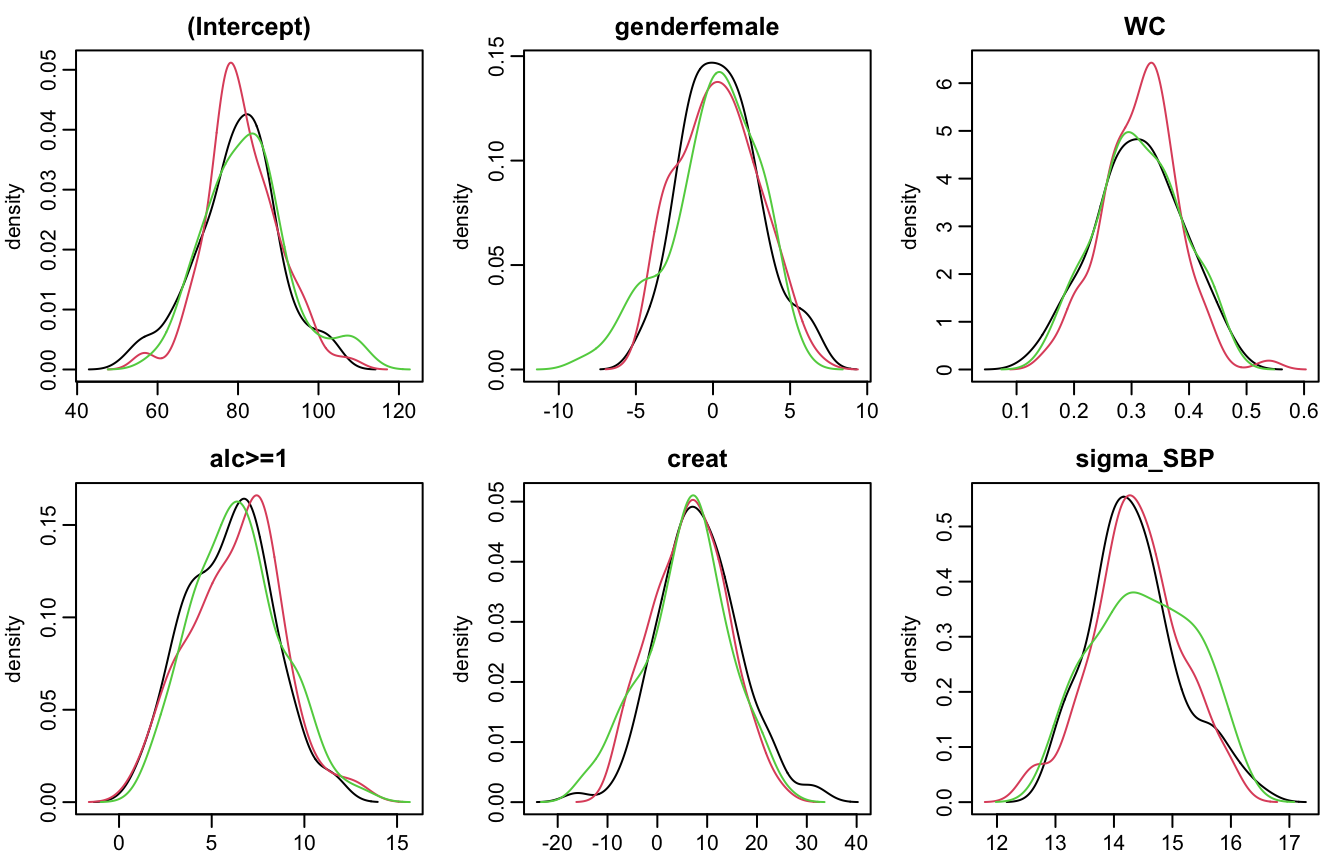 (Intercept)
density
0.00 0.01 0.02 0.03 0.04 0.05
40 60 80 100 120
genderfemale
density
0.00 0.05 0.10 0.15
-10 -5 0 5 10
WC
density
0 1 2 3 4 5 6
0.1 0.2 0.3 0.4 0.5 0.6
alc>=1
density
0.00 0.05 0.10 0.15
0 5 10 15
creat
density
0.00 0.01 0.02 0.03 0.04 0.05
-20 -10 0 10 20 30 40
sigma_SBP
density
0.0 0.1 0.2 0.3 0.4 0.5
12 13 14 15 16 17